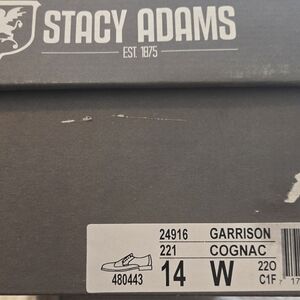 STACY ADAMS
EST. 1875
24916 GARRISON
221 COGNAC
480443 14 W 220
C1F